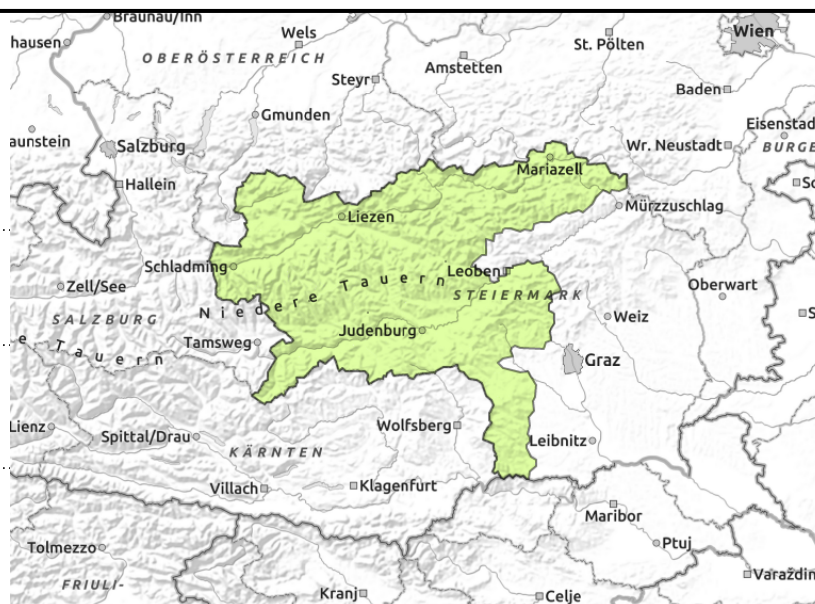 Braunau/Inn
Wien
hausen
Wels
St. Pölten
OBERÖSTERREICH
Amstetten
Steyr
Baden
Gmunden
Eisenstad
aunstein
Salzburg
Wr. Neustadt
BURGE
Mariazell
Hallein
Mürzzuschlag
Liezen
Schladming
Leoben
Zell/See
Niedere Tauern
Oberwart
STEIERMARK
SALZBURG
Weiz
S
Judenburg
e Tauern
Tamsweg
Graz
Wolfsberg
Lienz
Spittal/Drau
Leibnitz
KÄRNTEN
Villach
Klagenfurt
Maribor
Tolmezzo
Ptuj
FRIULI-
Varaždin
Kranj
Celje